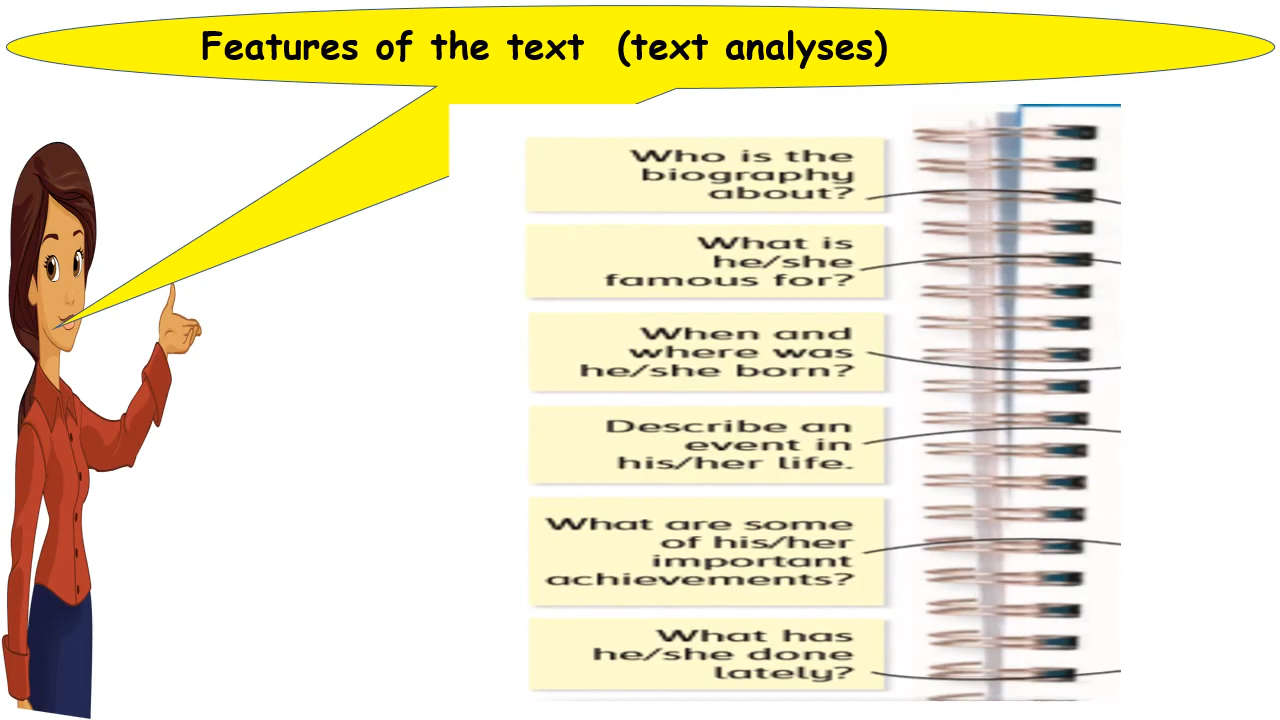 Features of the text (text analyses)
Who is the
biography
about?
What is
he/she
famous for?
When and
where was
he/she born?
Describe an
event in
his/her life.
What are some
of his/her
important
achievements?
What has
he/she done
lately?